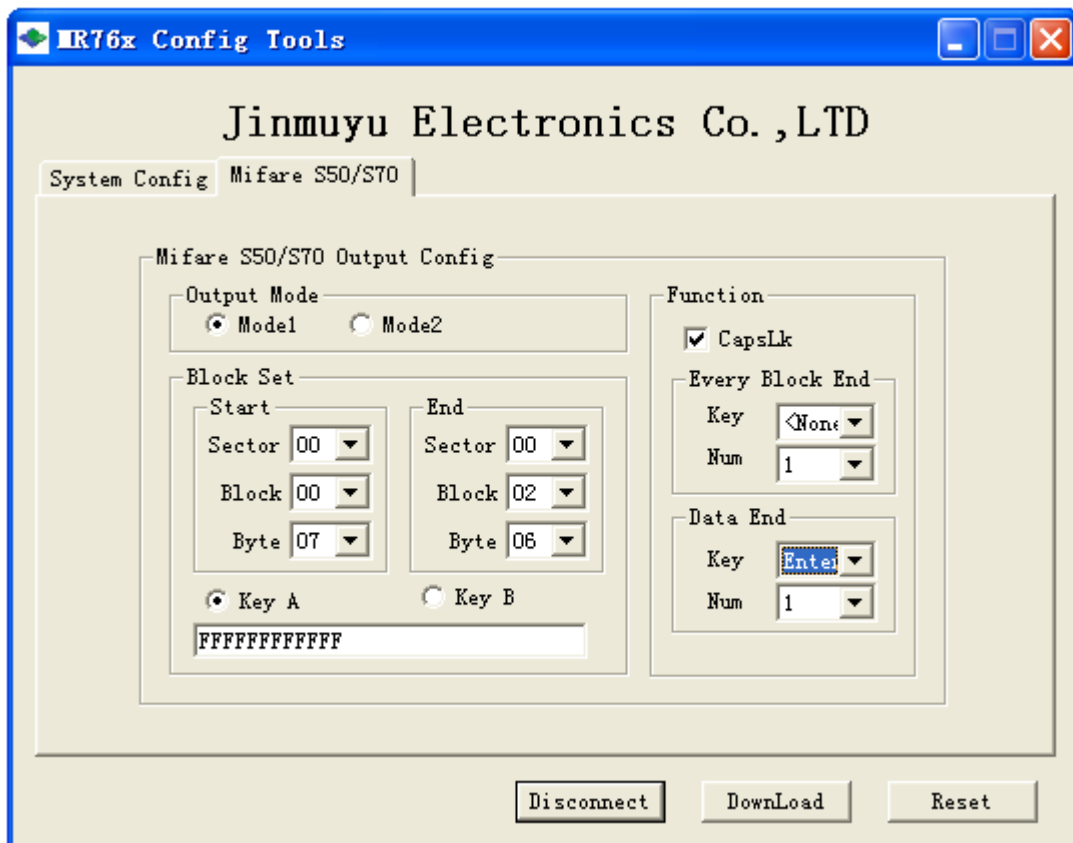 MR76x Config Tools
Jinmuyu Electronics Co.,LTD
System Config
Mifare S50/S70
Mifare S50/S70 Output Config
Output Mode
Mode1
Mode2
Block Set
Start
Sector 00
Block 00
Byte 07
End
Sector 00
Block 02
Byte 06
Key A
Key B
FFFFFFFFFFFF
Function
CapsLk
Every Block End
Key <None
Num 1
Data End
Key Enter
Num 1
Disconnect
DownLoad
Reset